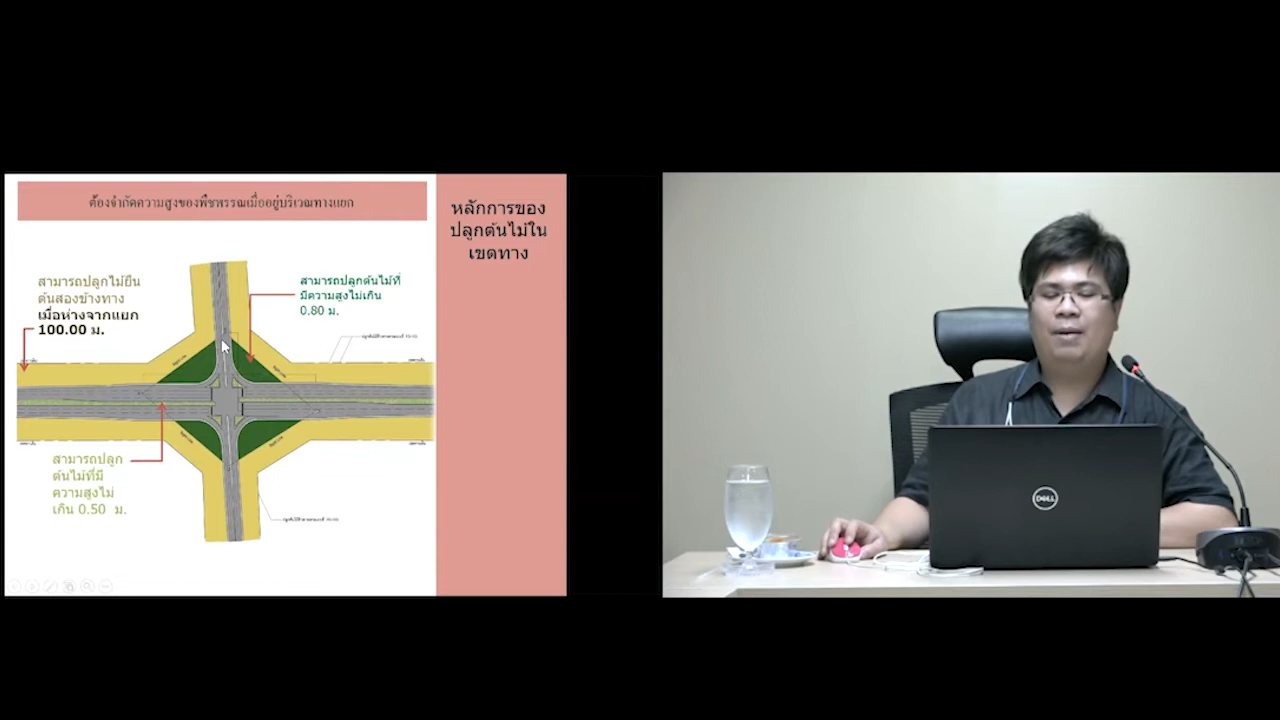 ต้องจำกัดความสูงของพืชพรรณเมื่ออยู่บริเวณทางแยก
หลักการของ
ปลูกต้นไม้ใน
เขตทาง
สามารถปลูกไม้ยืน
ต้นสองข้างทาง
เมื่อห่างจากแยก
100.00 ม.
สามารถปลูกต้นไม้ที่
มีความสูงไม่เกิน
0.80 ม.
สามารถปลูก
ต้นไม้ที่มี
ความสูงไม่
เกิน 0.50 ม.
DELL